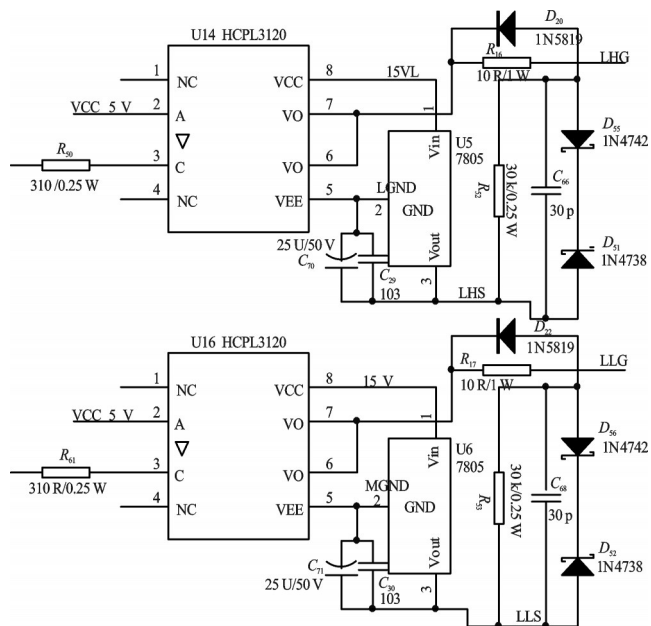 U14 HCPL3120
D20
1N5819
R16
10 R/1 W
LHG
1
NC
VCC
8
15VL
VCC 5 V
2
A
VO
7
1
Vin
U5
7805
D55
1N4742
R50
310 /0.25 W
3
C
VO
6
30 k/0.25 W
R32
C66
30 p
4
NC
VEE
5
LGND
2
GND
25 U/50 V
C70
C29
103
Vout
3
LHS
D51
1N4738
U16 HCPL3120
D22
1N5819
R17
10 R/1 W
LLG
1
NC
VCC
8
15 V
VCC 5 V
2
A
VO
7
1
Vin
U6
7805
D56
1N4742
R61
310 R/0.25 W
3
C
VO
6
30 k/0.25 W
R33
C68
30 p
4
NC
VEE
5
MGND
2
GND
C71
25 U/50 V
C30
103
Vout
3
LLS
D52
1N4738